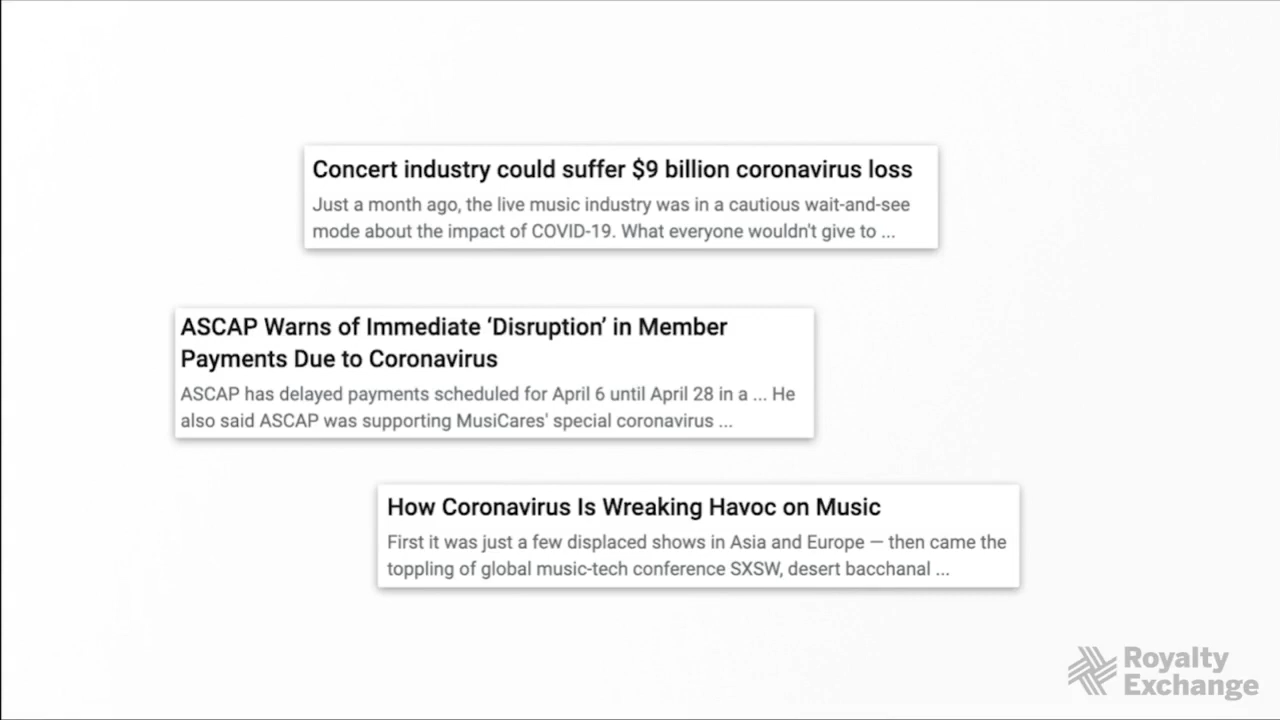 Concert industry could suffer $9 billion coronavirus loss
Just a month ago, the live music industry was in a cautious wait-and-see
mode about the impact of COVID-19. What everyone wouldn't give to ...
ASCAP Warns of Immediate ‘Disruption’ in Member
Payments Due to Coronavirus
ASCAP has delayed payments scheduled for April 6 until April 28 in a ... He
also said ASCAP was supporting MusiCares' special coronavirus ...
How Coronavirus Is Wreaking Havoc on Music
First it was just a few displaced shows in Asia and Europe — then came the
toppling of global music-tech conference SXSW, desert bacchanal ...
Royalty
Exchange